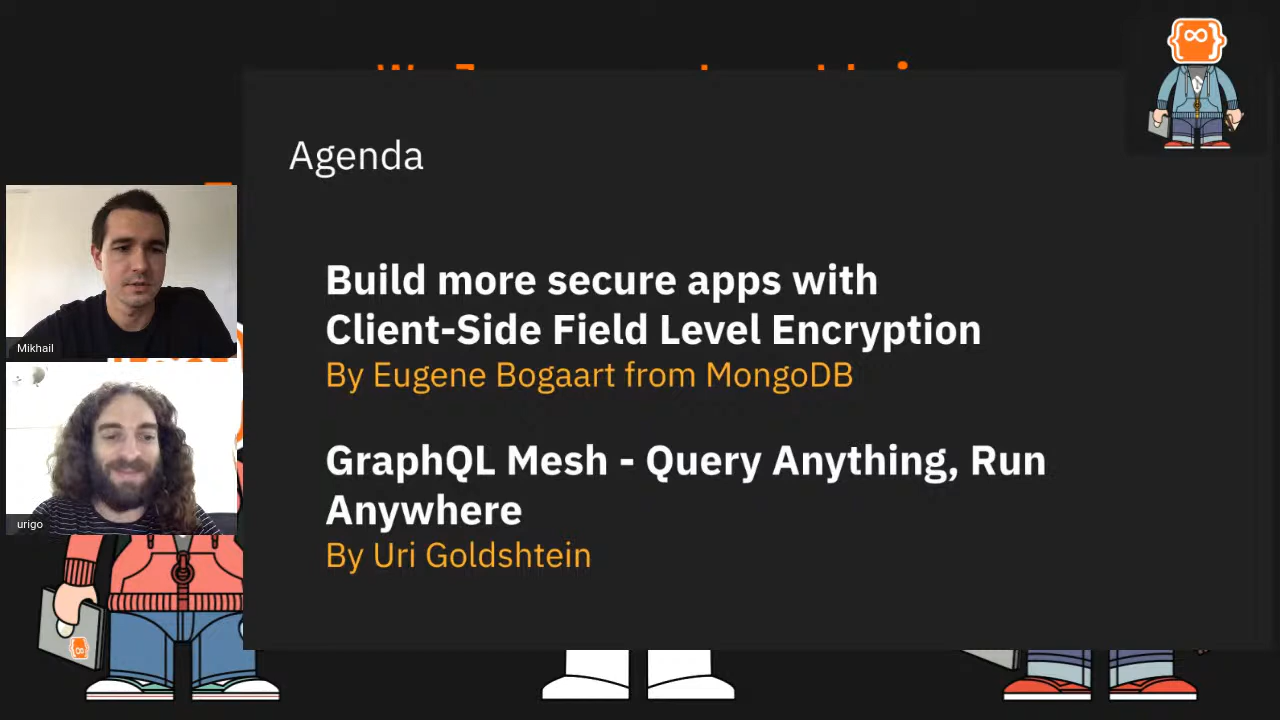 Agenda
Build more secure apps with
Client-Side Field Level Encryption
By Eugene Bogaart from MongoDB
GraphQL Mesh - Query Anything, Run
Anywhere
By Uri Goldshtein
Mikhail
urigo